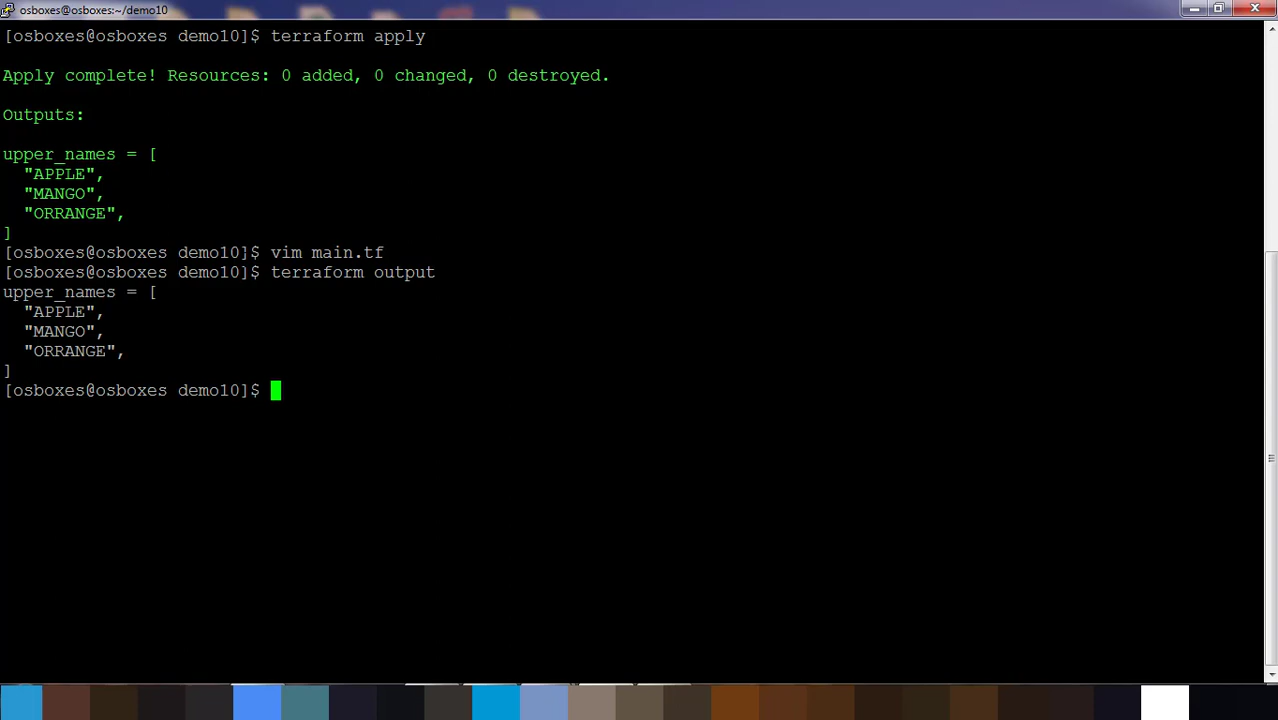 osboxes@osboxes:~/demo10
[osboxes@osboxes demo10]$ terraform apply
Apply complete! Resources: 0 added, 0 changed, 0 destroyed.
Outputs:
upper_names = [
  "APPLE",
  "MANGO",
  "ORRANGE",
]
[osboxes@osboxes demo10]$ vim main.tf
[osboxes@osboxes demo10]$ terraform output
upper_names = [
  "APPLE",
  "MANGO",
  "ORRANGE",
]
[osboxes@osboxes demo10]$